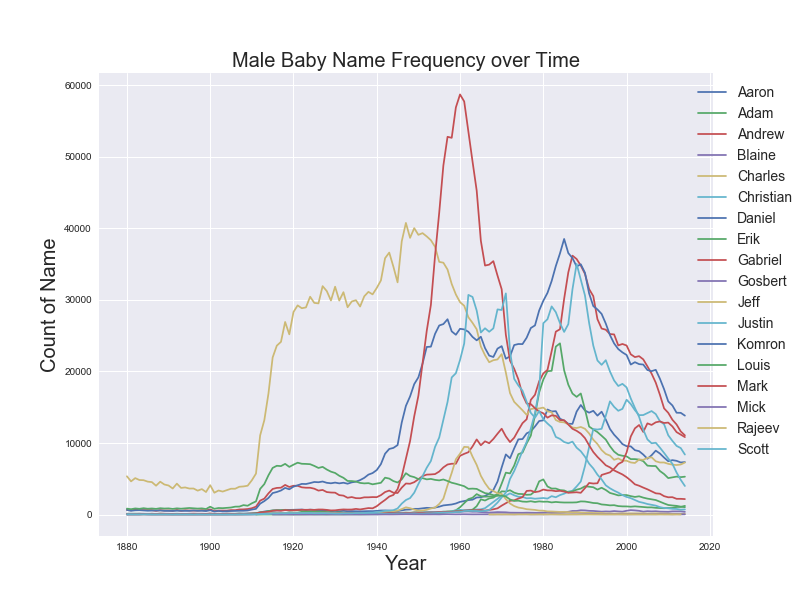 Male Baby Name Frequency over Time
60000
50000
40000
30000
20000
10000
0
Count of Name
1880
1900
1920
1940
1960
1980
2000
2020
Year
Aaron
Adam
Andrew
Blaine
Charles
Christian
Daniel
Erik
Gabriel
Gosbert
Jeff
Justin
Komron
Louis
Mark
Mick
Rajeev
Scott